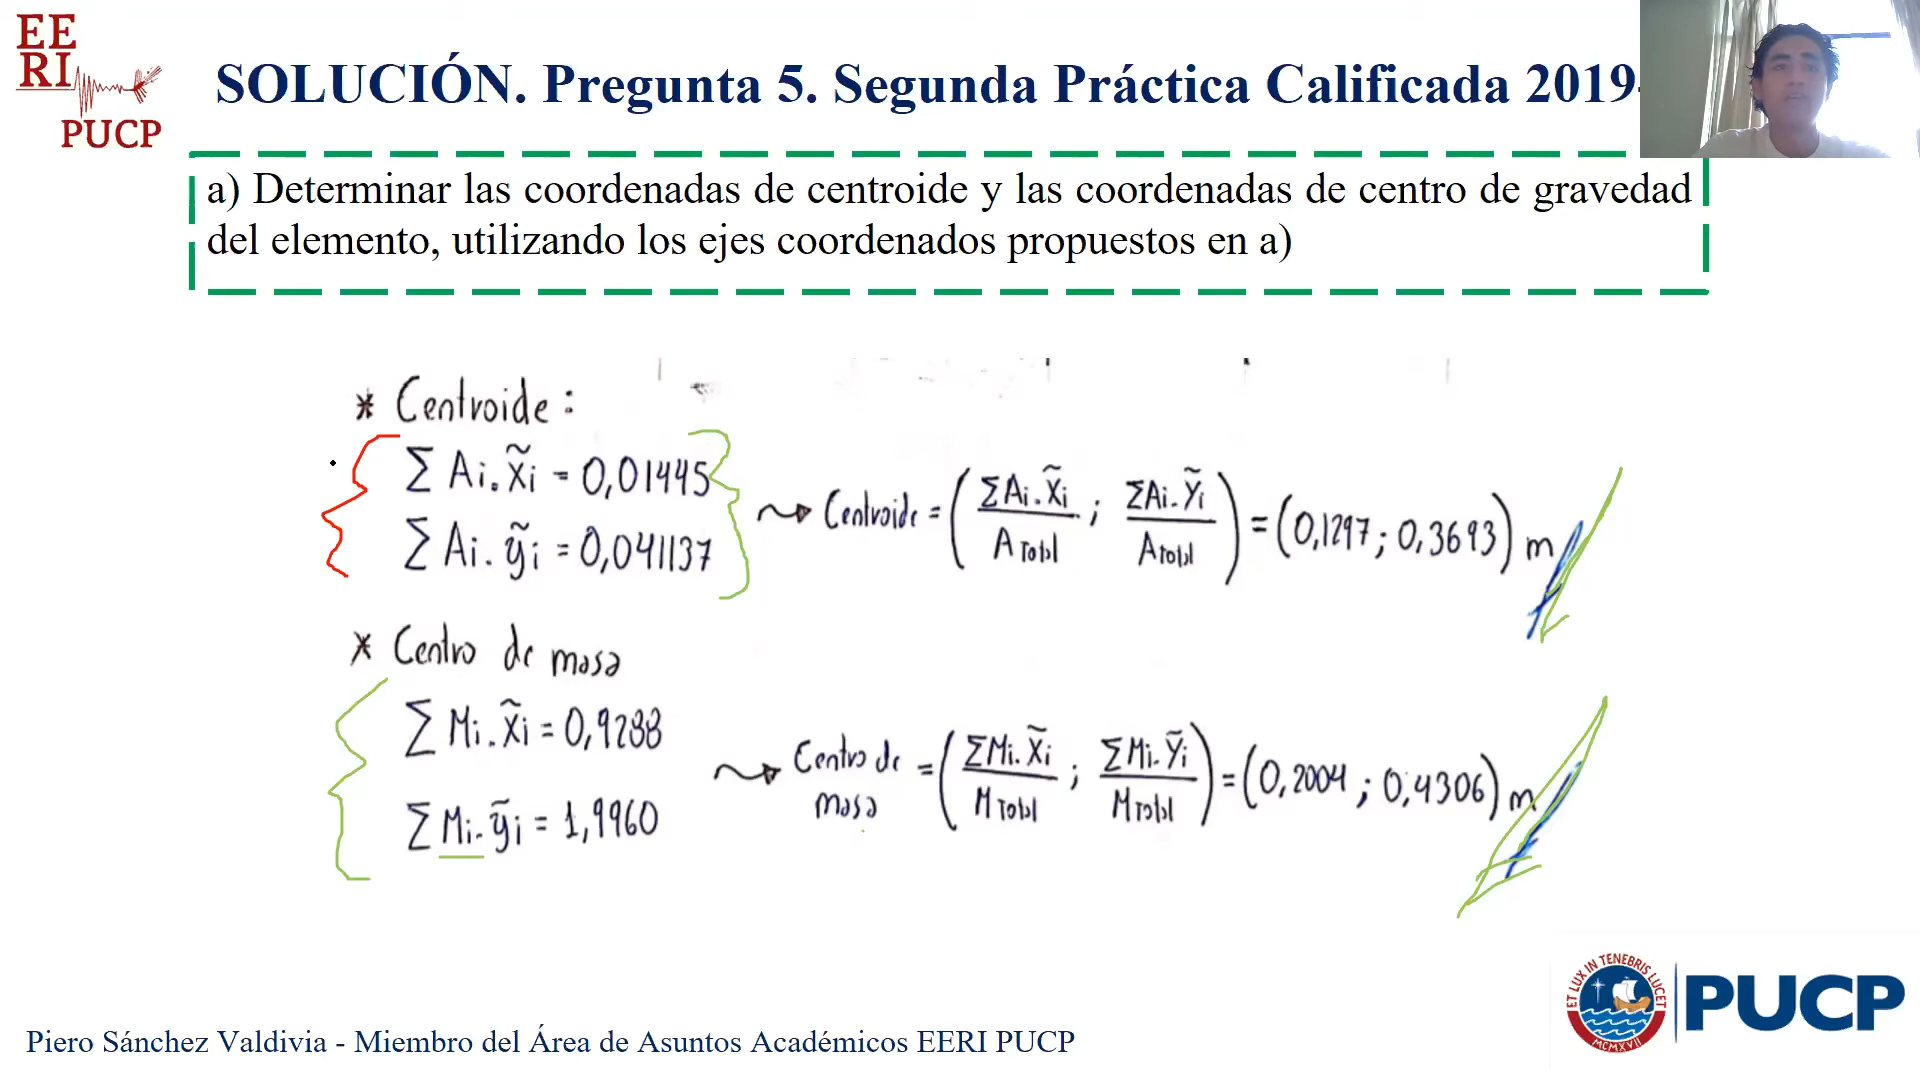 EE
RI
PUCP
SOLUCIÓN. Pregunta 5. Segunda Práctica Calificada 2019
a) Determinar las coordenadas de centroide y las coordenadas de centro de gravedad
del elemento, utilizando los ejes coordenados propuestos en a)
* Centroide:
∑ Ai.x̃i = 0,01445
∑ Ai.ỹi = 0,041137
Centroide = (∑Ai.x̃i / ATotal ; ∑Ai.ỹi / ATotal) = (0,1297; 0,3693) m
* Centro de masa
∑ Mi.x̃i = 0,9288
∑ Mi.ỹi = 1,9960
Centro de masa = (∑Mi.x̃i / MTotal ; ∑Mi.ỹi / MTotal) = (0,2004; 0,4306) m
ET LUX IN TENEBRIS LUCET
MCMXVII
PUCP
Piero Sánchez Valdivia - Miembro del Área de Asuntos Académicos EERI PUCP